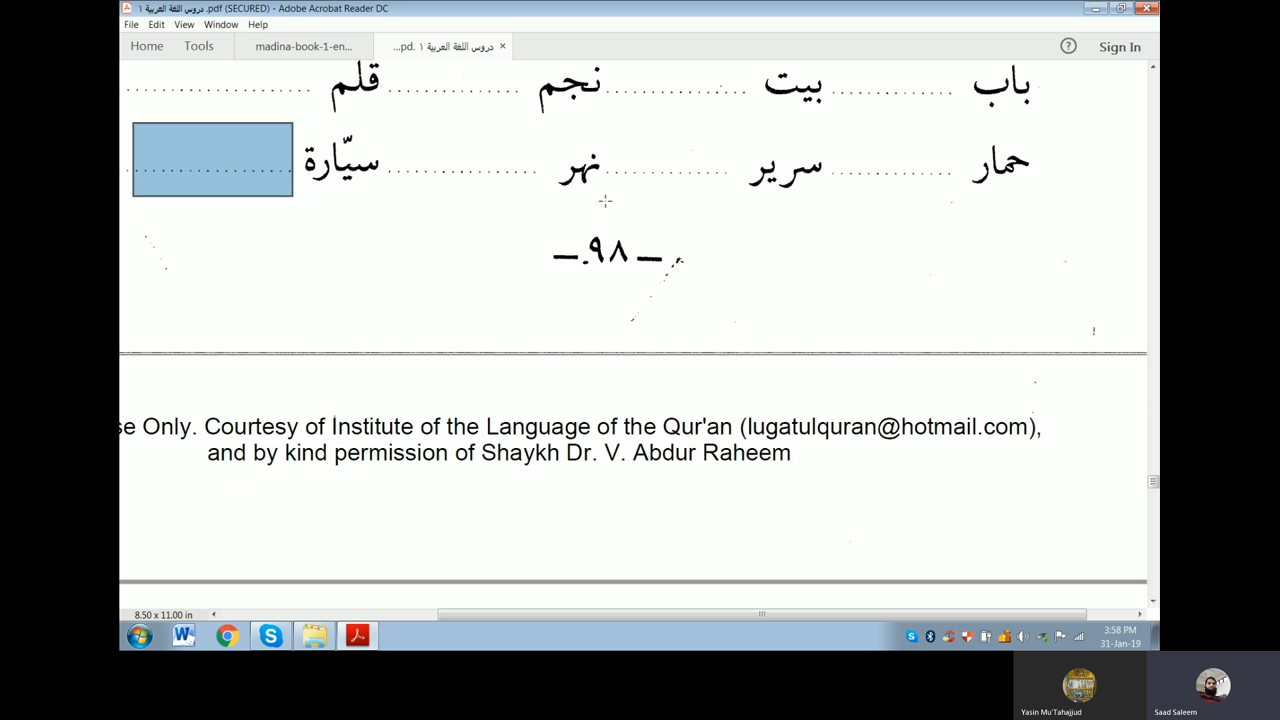 دروس اللغة العربية ١ .pdf (SECURED) - Adobe Acrobat Reader DC
File Edit View Window Help
Home Tools madina-book-1-en... دروس اللغة العربية ١ .pd... × ? Sign In
باب .............. بيت .............. نجم .............. قلم ..............
حمار .............. سرير .............. نهر .............. سيّارة ..............
– ٩٨ –
se Only. Courtesy of Institute of the Language of the Qur'an (lugatulquran@hotmail.com),
and by kind permission of Shaykh Dr. V. Abdur Raheem
8.50 x 11.00 in
3:58 PM
31-Jan-19
Yasin Mu'Tahajjud Saad Saleem